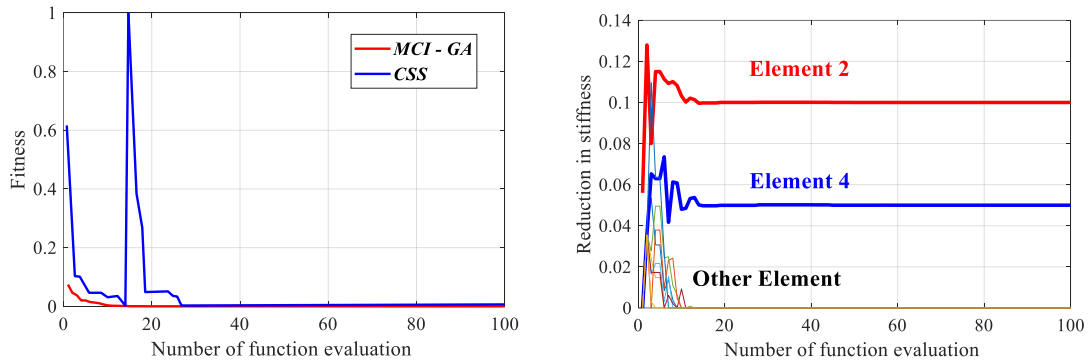 1
0.8
0.6
0.4
0.2
0
0
20
40
60
80
100
Fitness
Number of function evaluation
MCI - GA
CSS
0.14
0.12
0.1
0.08
0.06
0.04
0.02
0
0
20
40
60
80
100
Reduction in stiffness
Number of function evaluation
Element 2
Element 4
Other Element